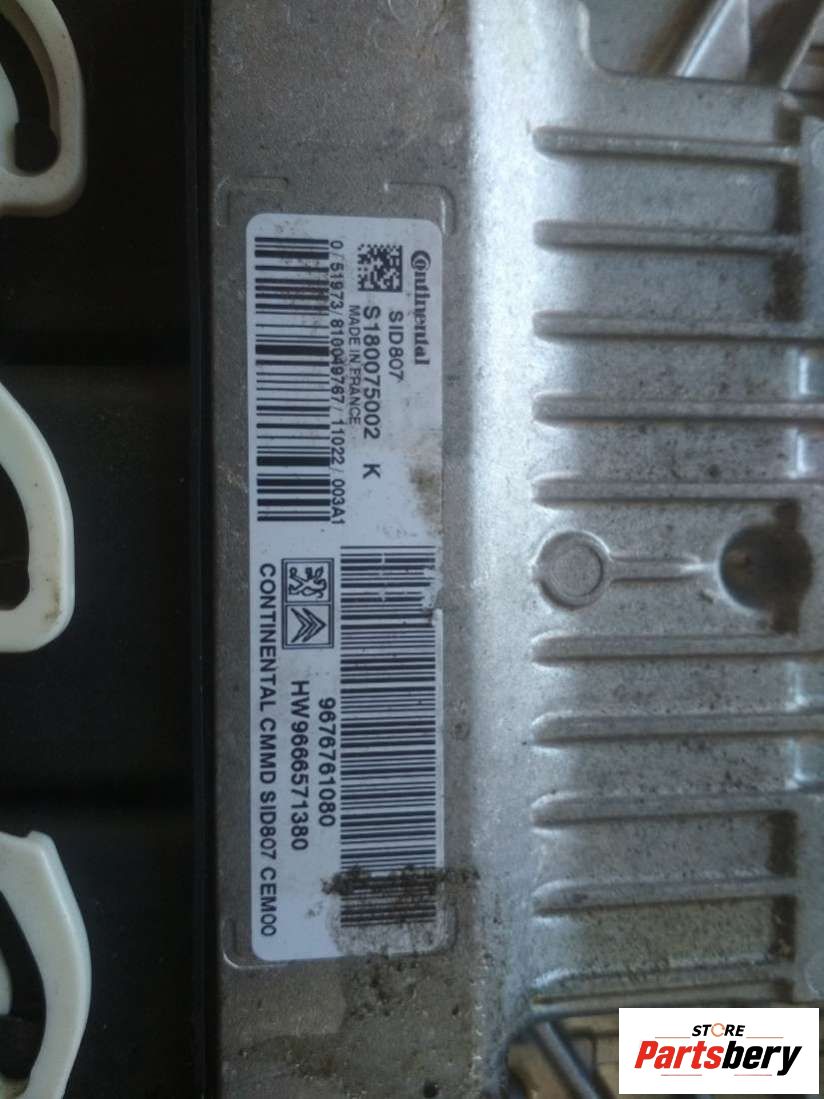 Continental
SID807
S180075002 K
MADE IN FRANCE
0/51973/810049767/11022/003A1
9676761080
HW9666571380
CONTINENTAL CMMD SID807 CEM00
STORE
Partsbery